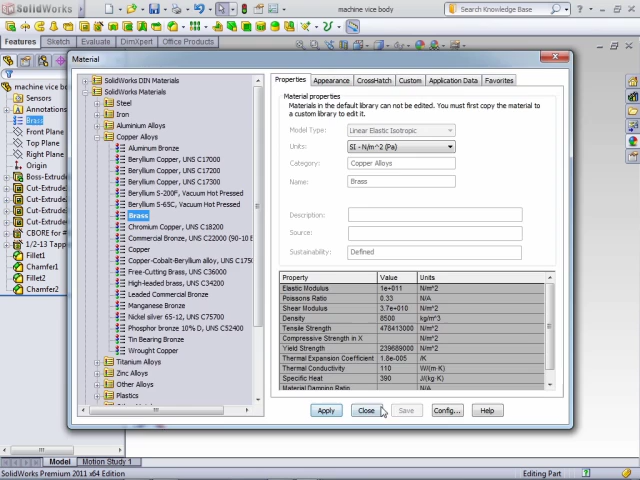 SolidWorks
machine vice body
Search Knowledge Base
Features
Sketch
Evaluate
DimXpert
Office Products
machine vice body
Sensors
Annotations
Brass
Front Plane
Top Plane
Right Plane
Origin
Boss-Extrude
Cut-Extrude
Cut-Extrude
Cut-Extrude
Cut-Extrude
CBORE for #
1/2-13 Tapp
Fillet1
Chamfer1
Fillet2
Chamfer2
Material
SolidWorks DIN Materials
SolidWorks Materials
Steel
Iron
Aluminium Alloys
Copper Alloys
Aluminum Bronze
Beryllium Copper, UNS C17000
Beryllium Copper, UNS C17200
Beryllium Copper, UNS C17300
Beryllium S-200F, Vacuum Hot Pressed
Beryllium S-65C, Vacuum Hot Pressed
Brass
Chromium Copper, UNS C18200
Commercial Bronze, UNS C22000 (90-10 B
Copper
Copper-Cobalt-Beryllium alloy, UNS C1750
Free-Cutting Brass, UNS C36000
High-leaded brass, UNS C34200
Leaded Commercial Bronze
Manganese Bronze
Nickel silver 65-12, UNS C75700
Phosphor bronze 10% D, UNS C52400
Tin Bearing Bronze
Wrought Copper
Titanium Alloys
Zinc Alloys
Other Alloys
Plastics
Properties
Appearance
CrossHatch
Custom
Application Data
Favorites
Material properties
Materials in the default library can not be edited. You must first copy the material to
a custom library to edit it.
Model Type: Linear Elastic Isotropic
Units: SI - N/m^2 (Pa)
Category: Copper Alloys
Name: Brass
Description:
Source:
Sustainability: Defined
Property Value Units
Elastic Modulus 1e+011 N/m^2
Poissons Ratio 0.33 N/A
Shear Modulus 3.7e+010 N/m^2
Density 8500 kg/m^3
Tensile Strength 478413000 N/m^2
Compressive Strength in X N/m^2
Yield Strength 239689000 N/m^2
Thermal Expansion Coefficient 1.8e-005 /K
Thermal Conductivity 110 W/(m·K)
Specific Heat 390 J/(kg·K)
Material Damping Ratio N/A
Apply
Close
Save
Config...
Help
Model
Motion Study 1
SolidWorks Premium 2011 x64 Edition
Editing Part